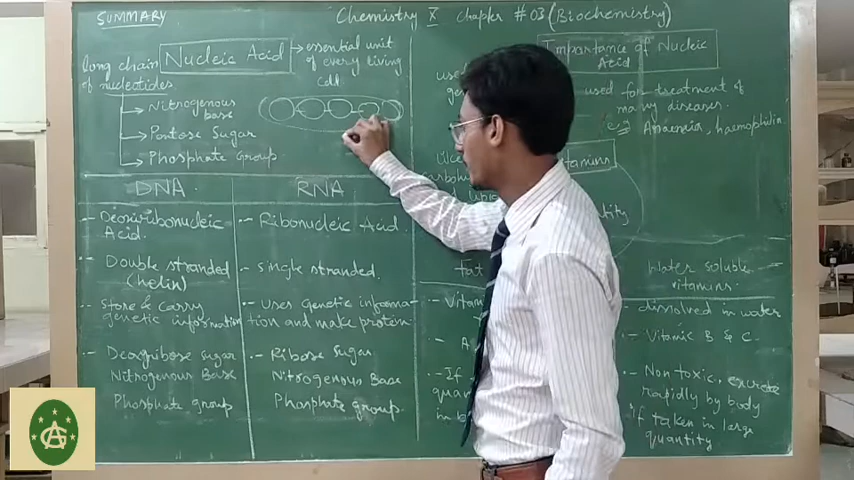 SUMMARY
Chemistry X chapter #03 (Biochemistry)
long chain
of nucleotides
Nucleic Acid
essential unit
of every living
cell
Nitrogenous
base
Pentose Sugar
Phosphate group
DNA
RNA
Deoxyribonucleic
Acid.
Double stranded
(helix)
Store & carry
genetic information
Deoxyribose sugar
Nitrogenous Base
Phosphate group
Ribonucleic Acid.
single stranded.
uses Genetic informa-
tion and make protein.
Ribose Sugar
Nitrogenous Base
Phosphate group.
Importance of Nucleic
Acid
used for treatment of
many diseases.
e.g Anaemia, haemophilia.
tamins
tity
Fat
Vitam
If
in b
Water soluble
vitamins.
dissolved in water
Vitamic B & C.
Non toxic, excrete
rapidly by body
If taken in large
quantity.